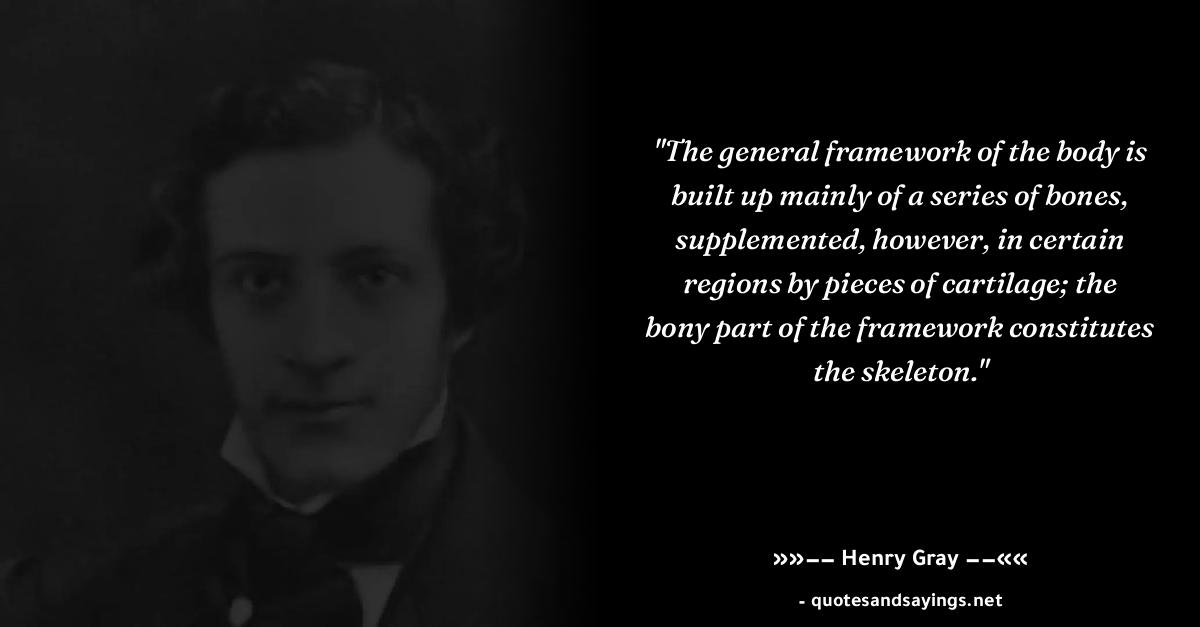 "The general framework of the body is
built up mainly of a series of bones,
supplemented, however, in certain
regions by pieces of cartilage; the
bony part of the framework constitutes
the skeleton."
»»−− Henry Gray −−««
- quotesandsayings.net